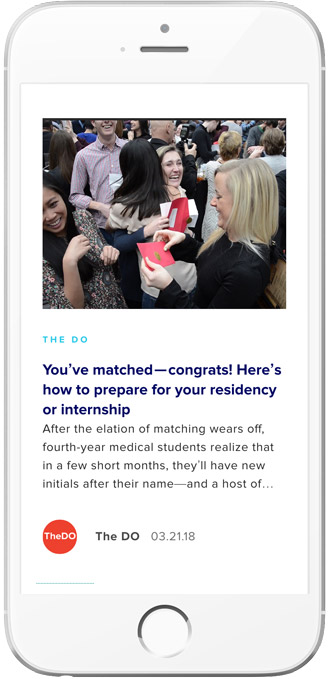 THE DO
You’ve matched—congrats! Here’s
how to prepare for your residency
or internship
After the elation of matching wears off,
fourth-year medical students realize that
in a few short months, they’ll have new
initials after their name—and a host of...
TheDO The DO 03.21.18